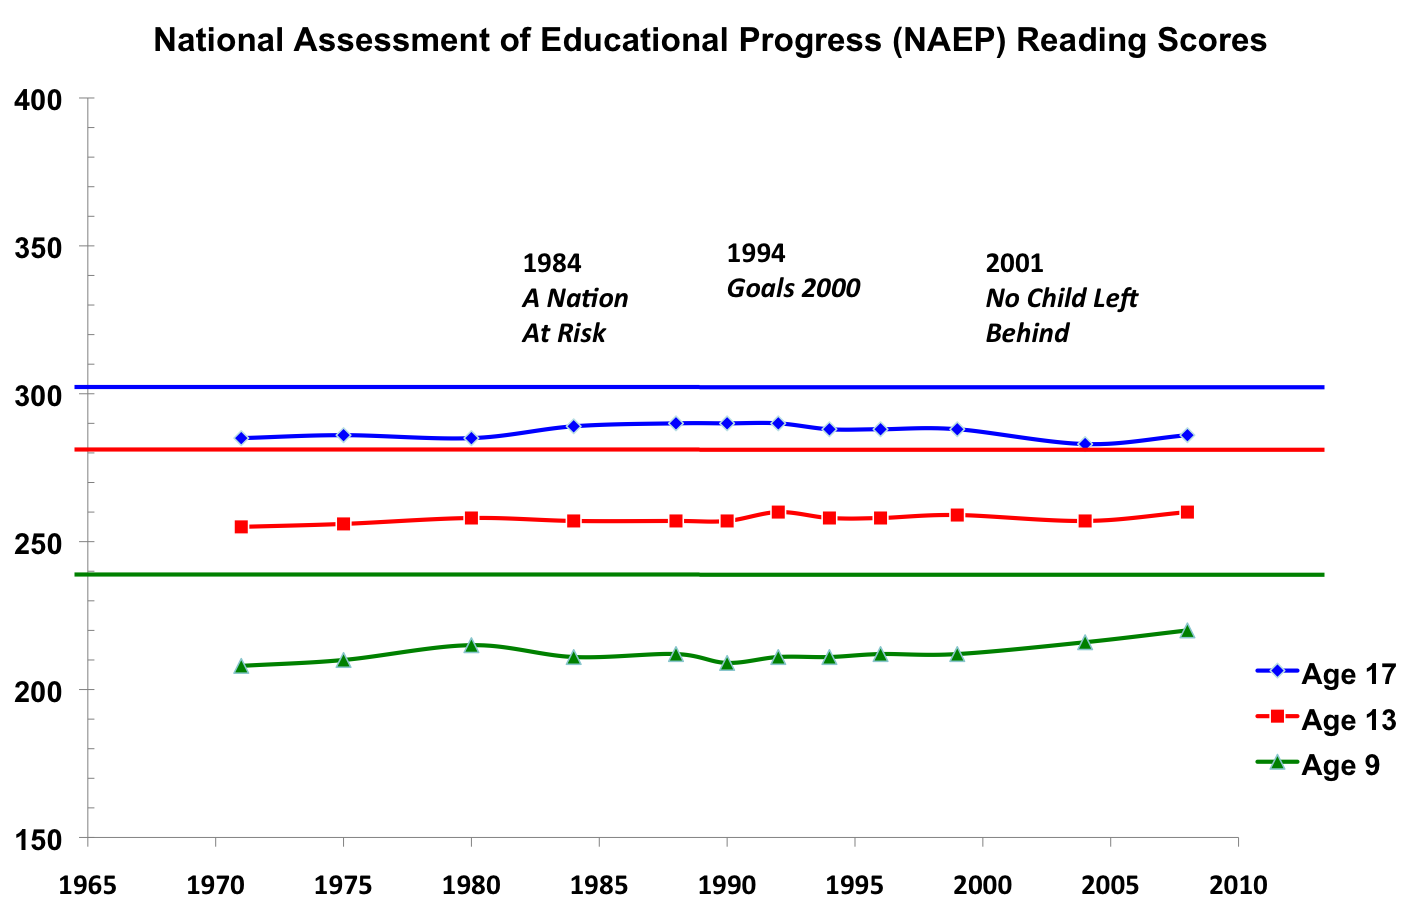 National Assessment of Educational Progress (NAEP) Reading Scores
400
350
300
250
200
150
1984
A Nation
At Risk
1994
Goals 2000
2001
No Child Left
Behind
Age 17
Age 13
Age 9
1965 1970 1975 1980 1985 1990 1995 2000 2005 2010